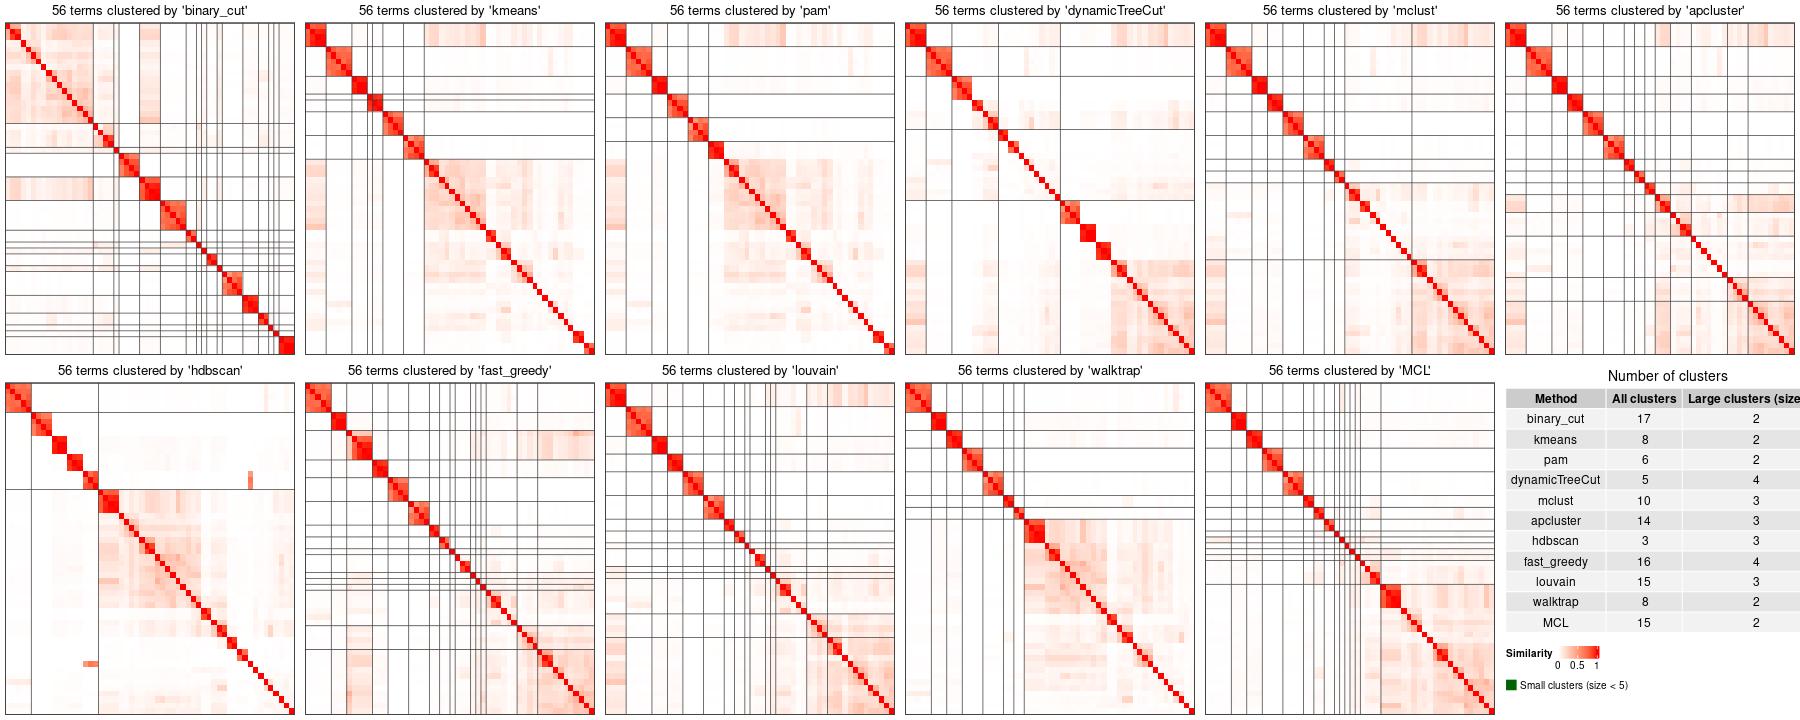 56 terms clustered by 'binary_cut'
56 terms clustered by 'kmeans'
56 terms clustered by 'pam'
56 terms clustered by 'dynamicTreeCut'
56 terms clustered by 'mclust'
56 terms clustered by 'apcluster'
56 terms clustered by 'hdbscan'
56 terms clustered by 'fast_greedy'
56 terms clustered by 'louvain'
56 terms clustered by 'walktrap'
56 terms clustered by 'MCL'
Number of clusters
Method All clusters Large clusters (size
binary_cut 17 2
kmeans 8 2
pam 6 2
dynamicTreeCut 5 4
mclust 10 3
apcluster 14 3
hdbscan 3 3
fast_greedy 16 4
louvain 15 3
walktrap 8 2
MCL 15 2
Similarity
0 0.5 1
Small clusters (size < 5)